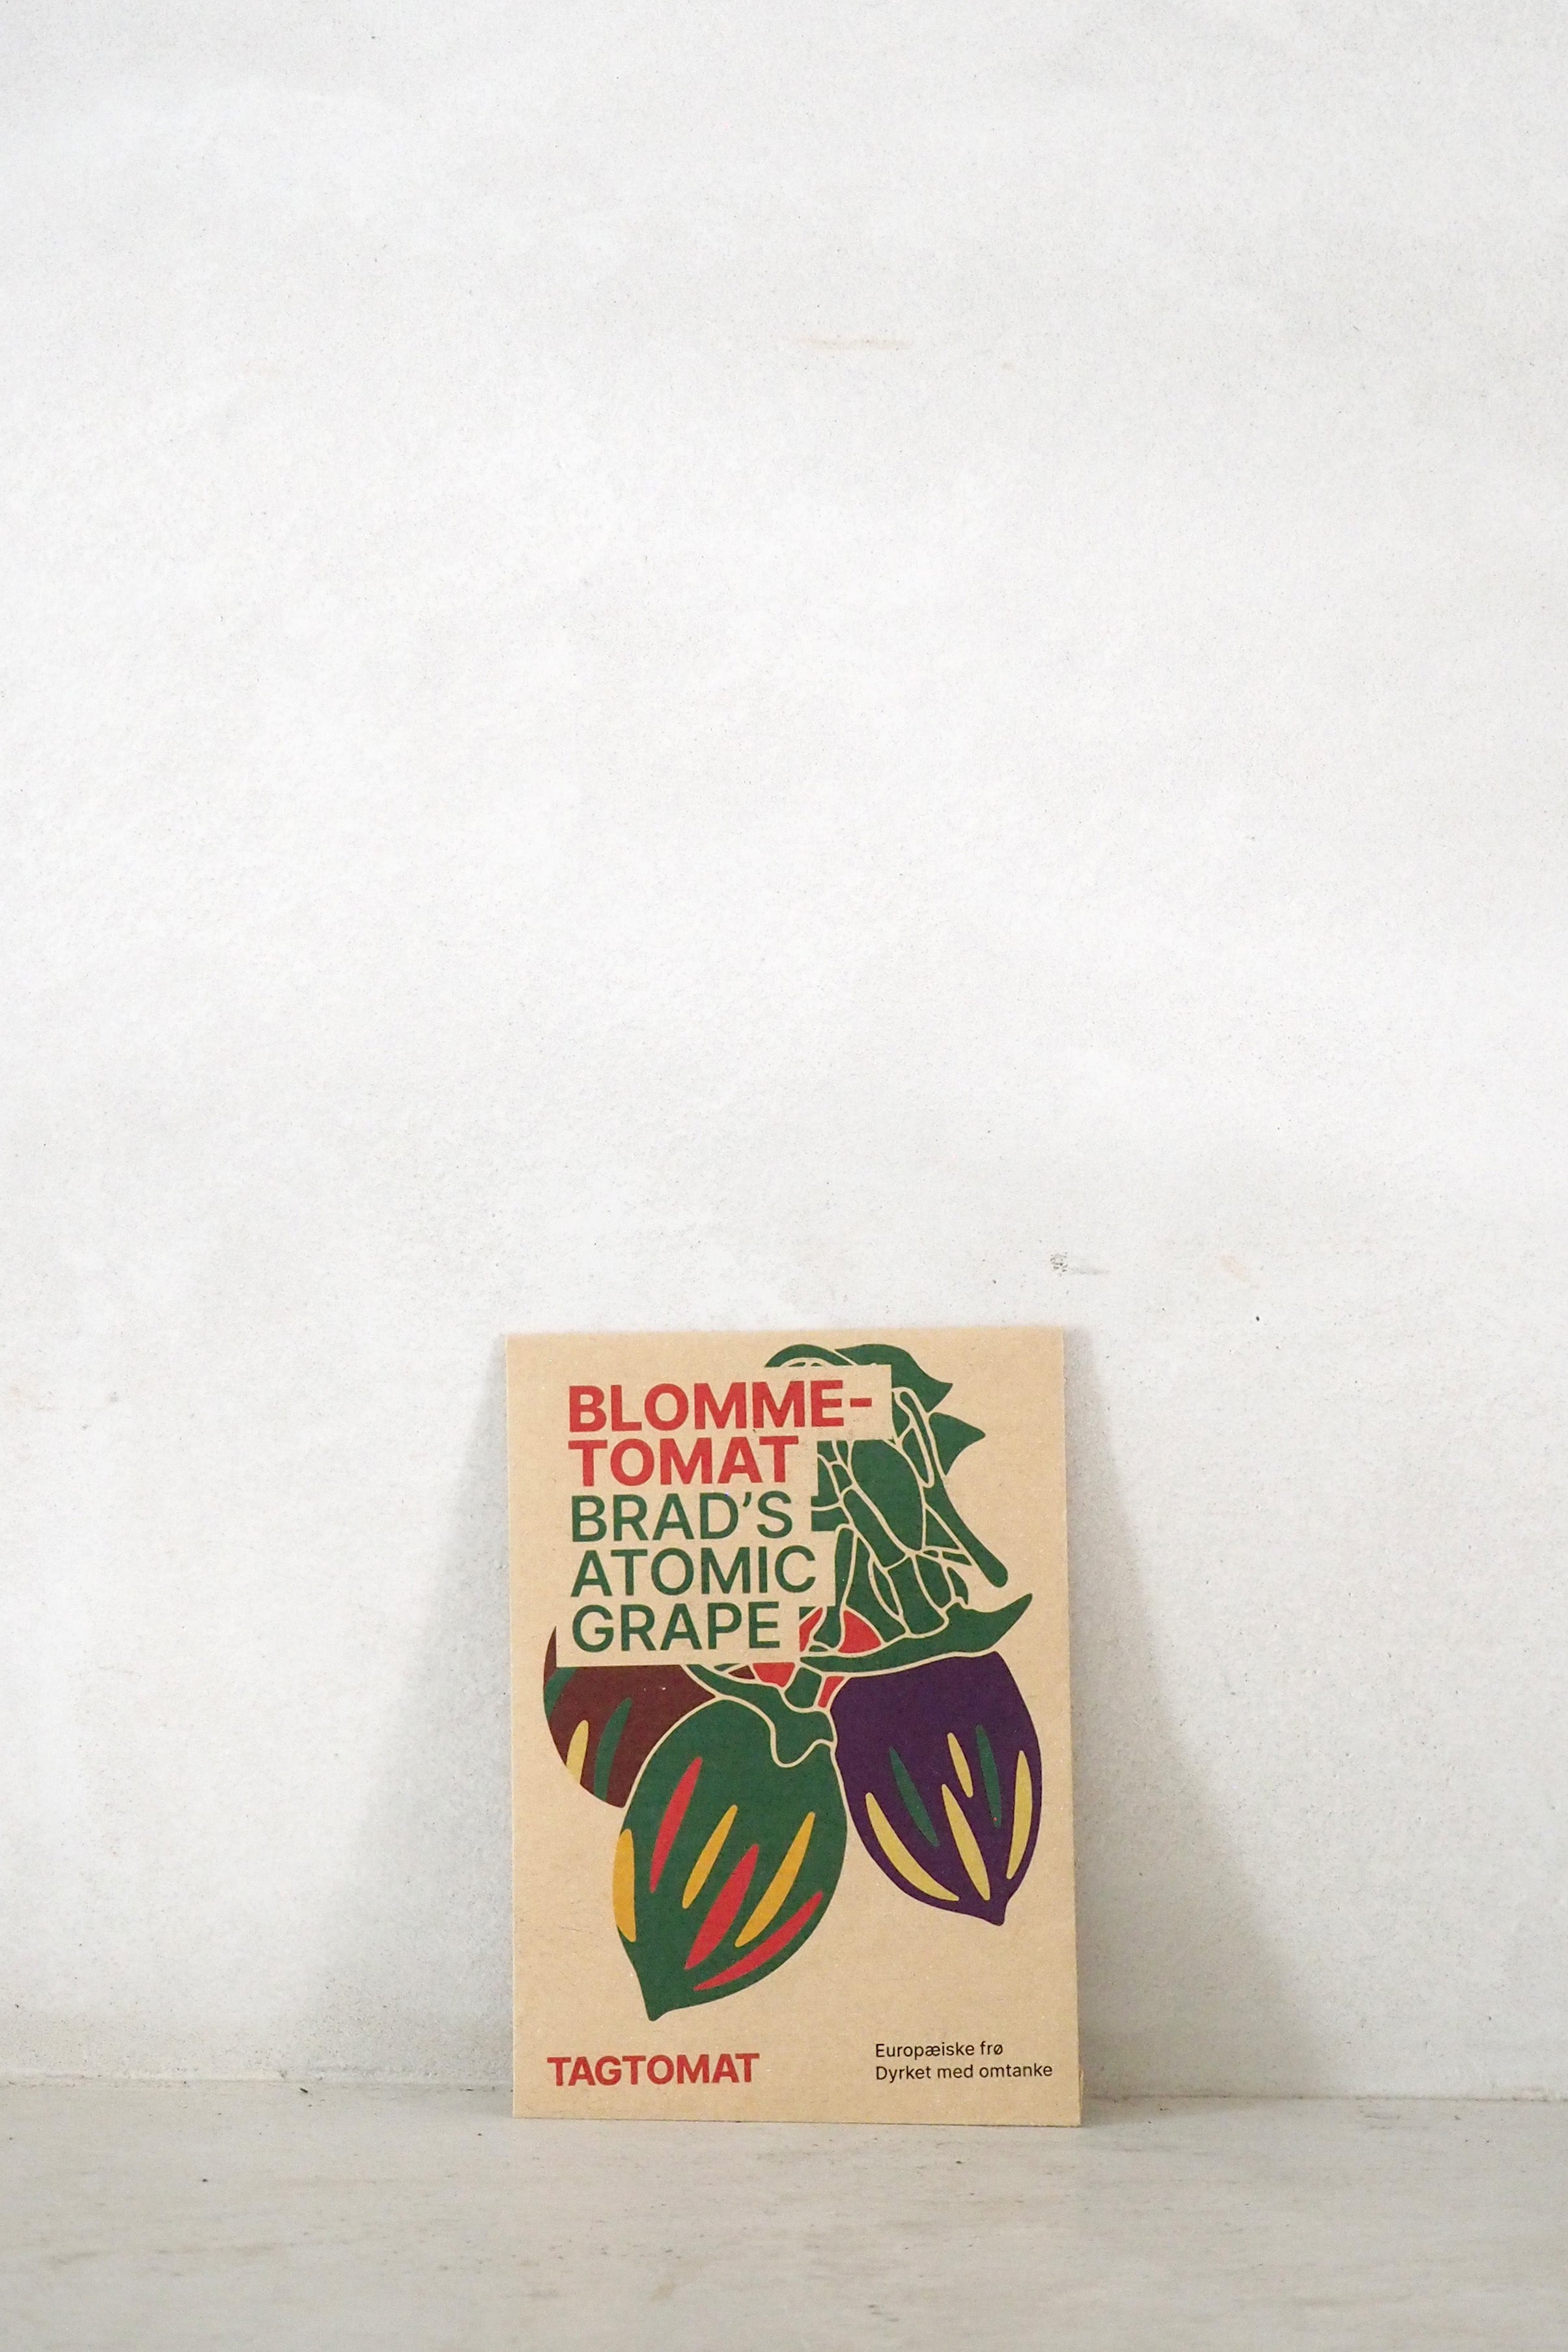 BLOMME-
TOMAT
BRAD'S
ATOMIC
GRAPE
TAGTOMAT
Europæiske frø
Dyrket med omtanke